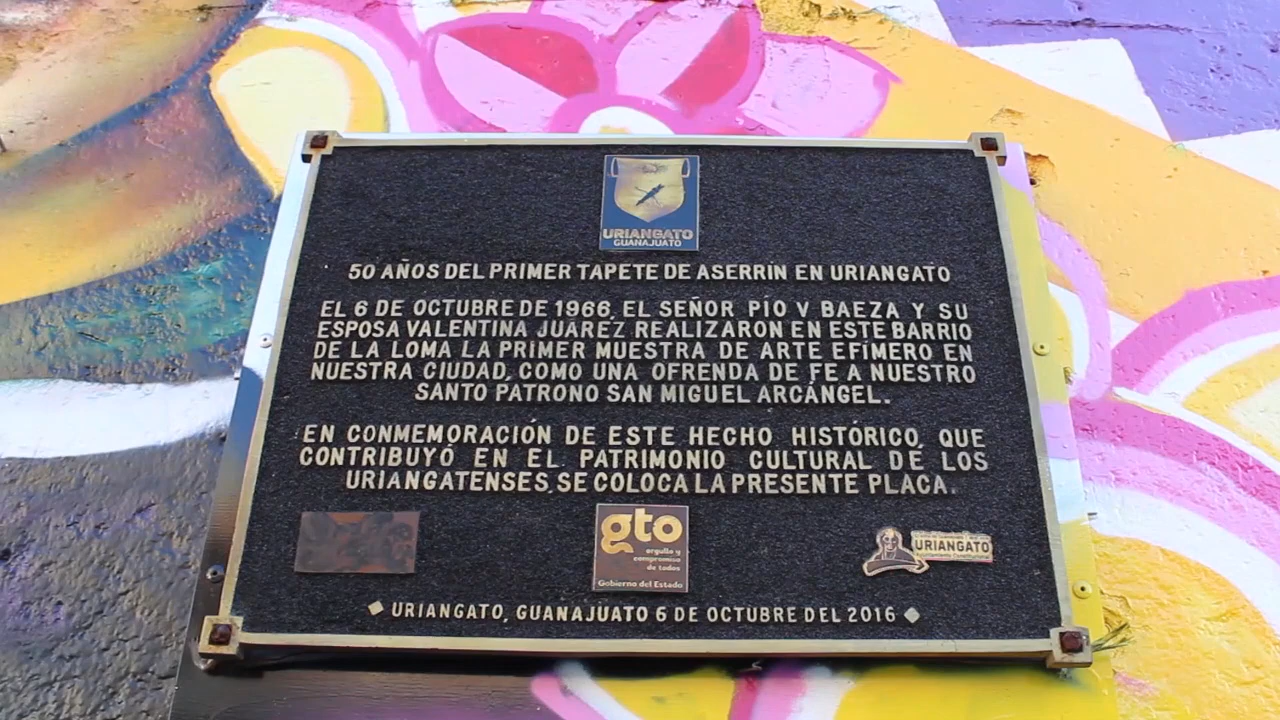 URIANGATO
GUANAJUATO
50 AÑOS DEL PRIMER TAPETE DE ASERRÍN EN URIANGATO
EL 6 DE OCTUBRE DE 1966, EL SEÑOR PÍO V BAEZA Y SU
ESPOSA VALENTINA JUÁREZ REALIZARON EN ESTE BARRIO
DE LA LOMA LA PRIMER MUESTRA DE ARTE EFÍMERO EN
NUESTRA CIUDAD, COMO UNA OFRENDA DE FE A NUESTRO
SANTO PATRONO SAN MIGUEL ARCÁNGEL.
EN CONMEMORACIÓN DE ESTE HECHO HISTÓRICO, QUE
CONTRIBUYÓ EN EL PATRIMONIO CULTURAL DE LOS
URIANGATENSES, SE COLOCA LA PRESENTE PLACA.
gto
orgullo y
compromiso
de todos
Gobierno del Estado
URIANGATO
Ayuntamiento Constitucional
URIANGATO, GUANAJUATO 6 DE OCTUBRE DEL 2016